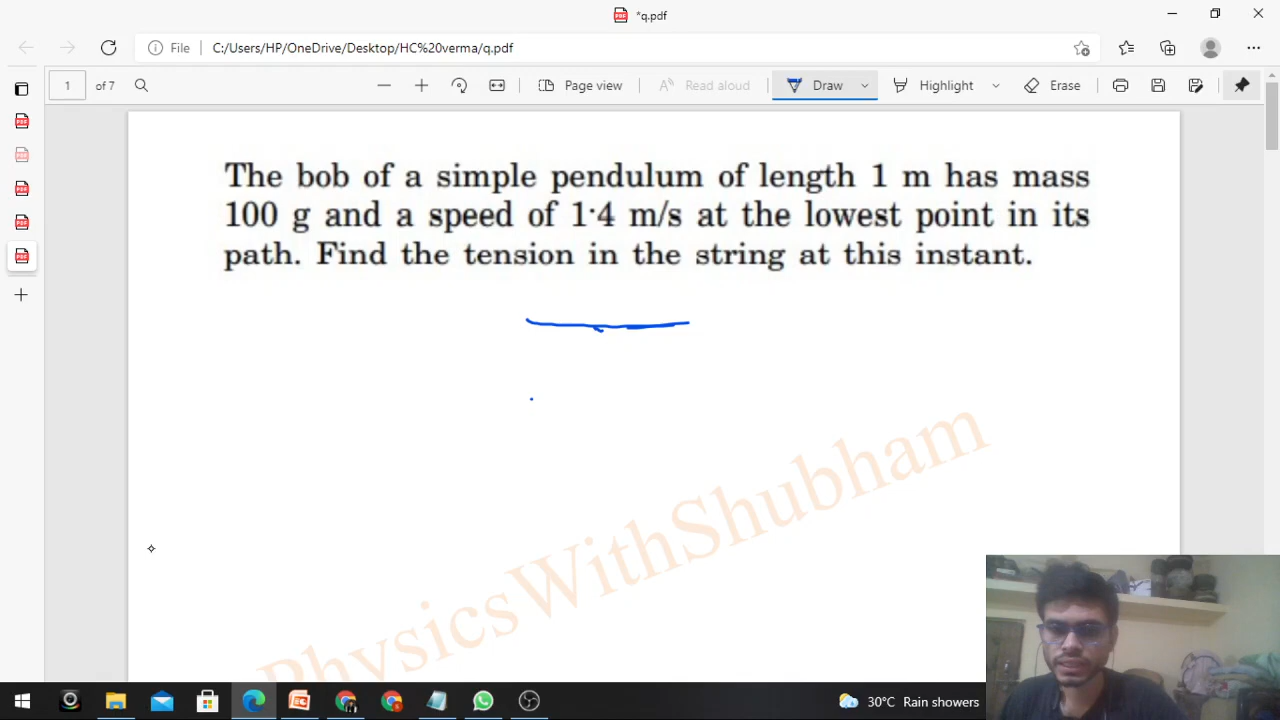 *q.pdf
File C:/Users/HP/OneDrive/Desktop/HC%20verma/q.pdf
1 of 7 Page view Read aloud Draw Highlight Erase
The bob of a simple pendulum of length 1 m has mass
100 g and a speed of 1·4 m/s at the lowest point in its
path. Find the tension in the string at this instant.
PhysicsWithShubham
30°C Rain showers